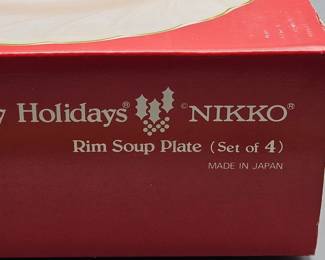 Holidays® © NIKKO®
Rim Soup Plate (Set of 4)
MADE IN JAPAN